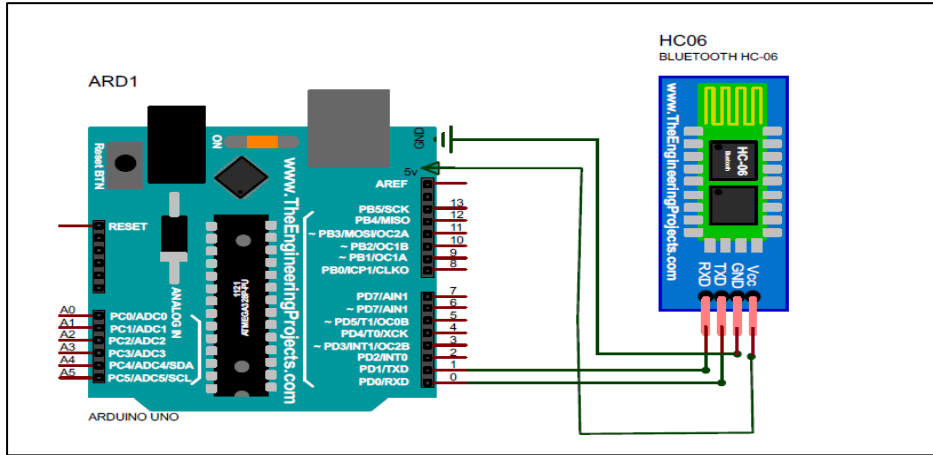 ARD1
HC06
BLUETOOTH HC-06
ON
GND
5v
Reset BTN
www.TheEngineeringProjects.com
AREF
PB5/SCK 13
PB4/MISO 12
~ PB3/MOSI/OC2A 11
~ PB2/OC1B 10
~ PB1/OC1A 9
PB0/ICP1/CLKO 8
RESET
ANALOG IN
1121
ATMEGA328P-PU
PD7/AIN1 7
~ PD7/AIN1 6
~ PD5/T1/OC0B 5
PD4/T0/XCK 4
~ PD3/INT1/OC2B 3
PD2/INT0 2
PD1/TXD 1
PD0/RXD 0
A0 PC0/ADC0
A1 PC1/ADC1
A2 PC2/ADC2
A3 PC3/ADC3
A4 PC4/ADC4/SDA
A5 PC5/ADC5/SCL
ARDUINO UNO
www.TheEngineeringProjects.com
HC-06
Bluetooth
RXD
TXD
GND
Vcc